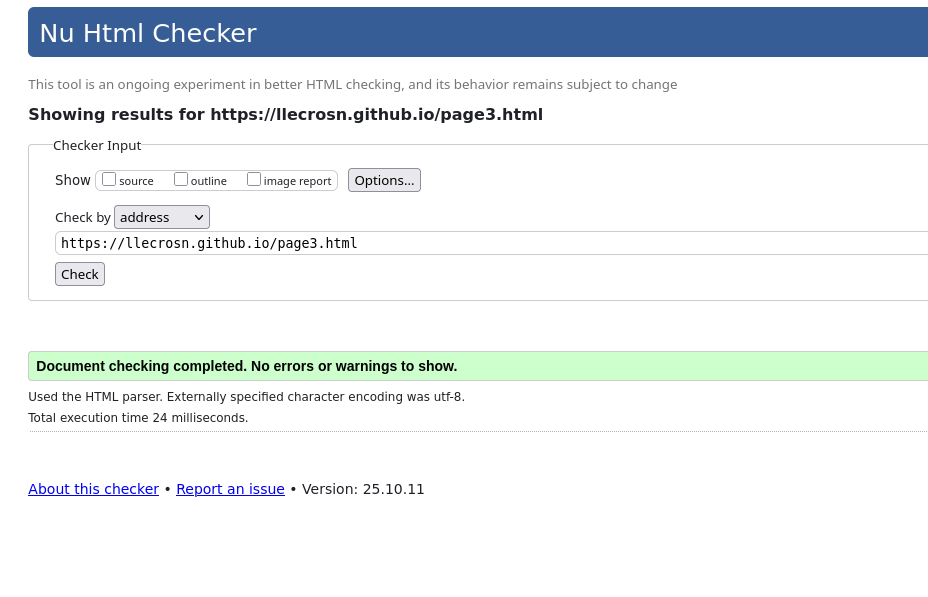 Nu Html Checker
This tool is an ongoing experiment in better HTML checking, and its behavior remains subject to change
Showing results for https://llecrosn.github.io/page3.html
Checker Input
Show source outline image report Options...
Check by address
https://llecrosn.github.io/page3.html
Check
Document checking completed. No errors or warnings to show.
Used the HTML parser. Externally specified character encoding was utf-8.
Total execution time 24 milliseconds.
About this checker • Report an issue • Version: 25.10.11